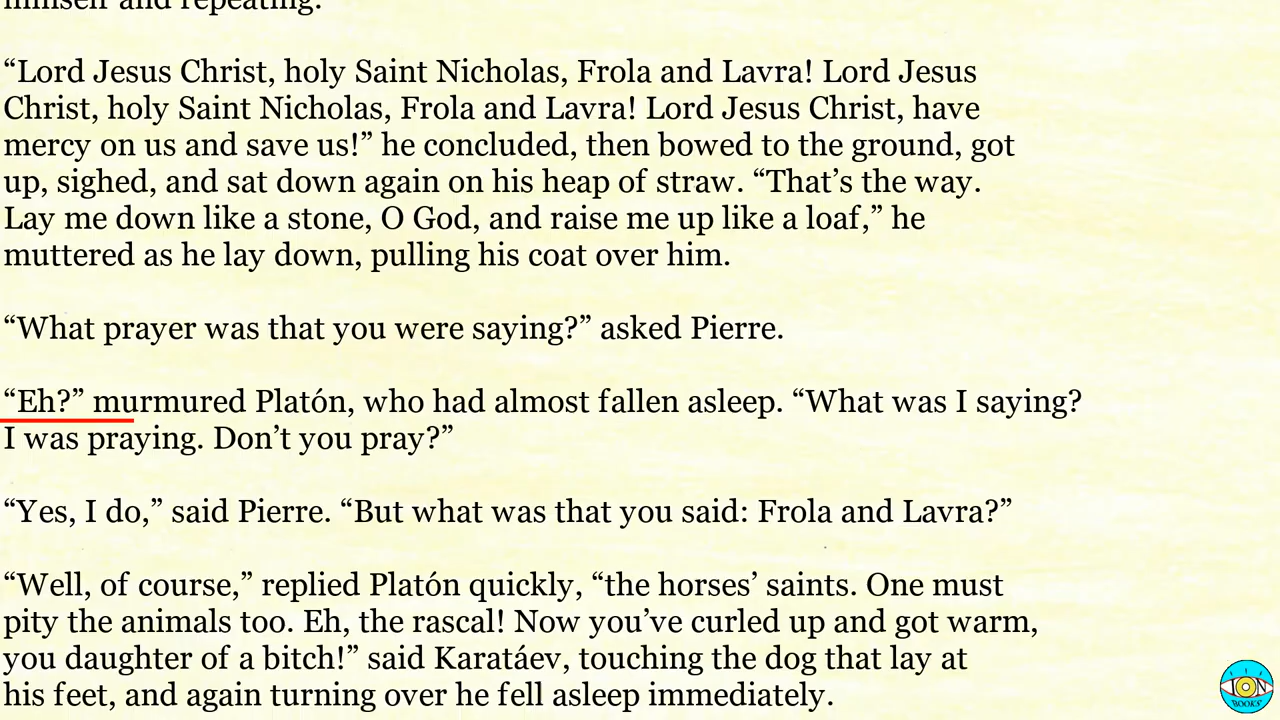 himself and repeating:
“Lord Jesus Christ, holy Saint Nicholas, Frola and Lavra! Lord Jesus
Christ, holy Saint Nicholas, Frola and Lavra! Lord Jesus Christ, have
mercy on us and save us!” he concluded, then bowed to the ground, got
up, sighed, and sat down again on his heap of straw. “That’s the way.
Lay me down like a stone, O God, and raise me up like a loaf,” he
muttered as he lay down, pulling his coat over him.
“What prayer was that you were saying?” asked Pierre.
“Eh?” murmured Platón, who had almost fallen asleep. “What was I saying?
I was praying. Don’t you pray?”
“Yes, I do,” said Pierre. “But what was that you said: Frola and Lavra?”
“Well, of course,” replied Platón quickly, “the horses’ saints. One must
pity the animals too. Eh, the rascal! Now you’ve curled up and got warm,
you daughter of a bitch!” said Karatáev, touching the dog that lay at
his feet, and again turning over he fell asleep immediately.
ION
BOOKS